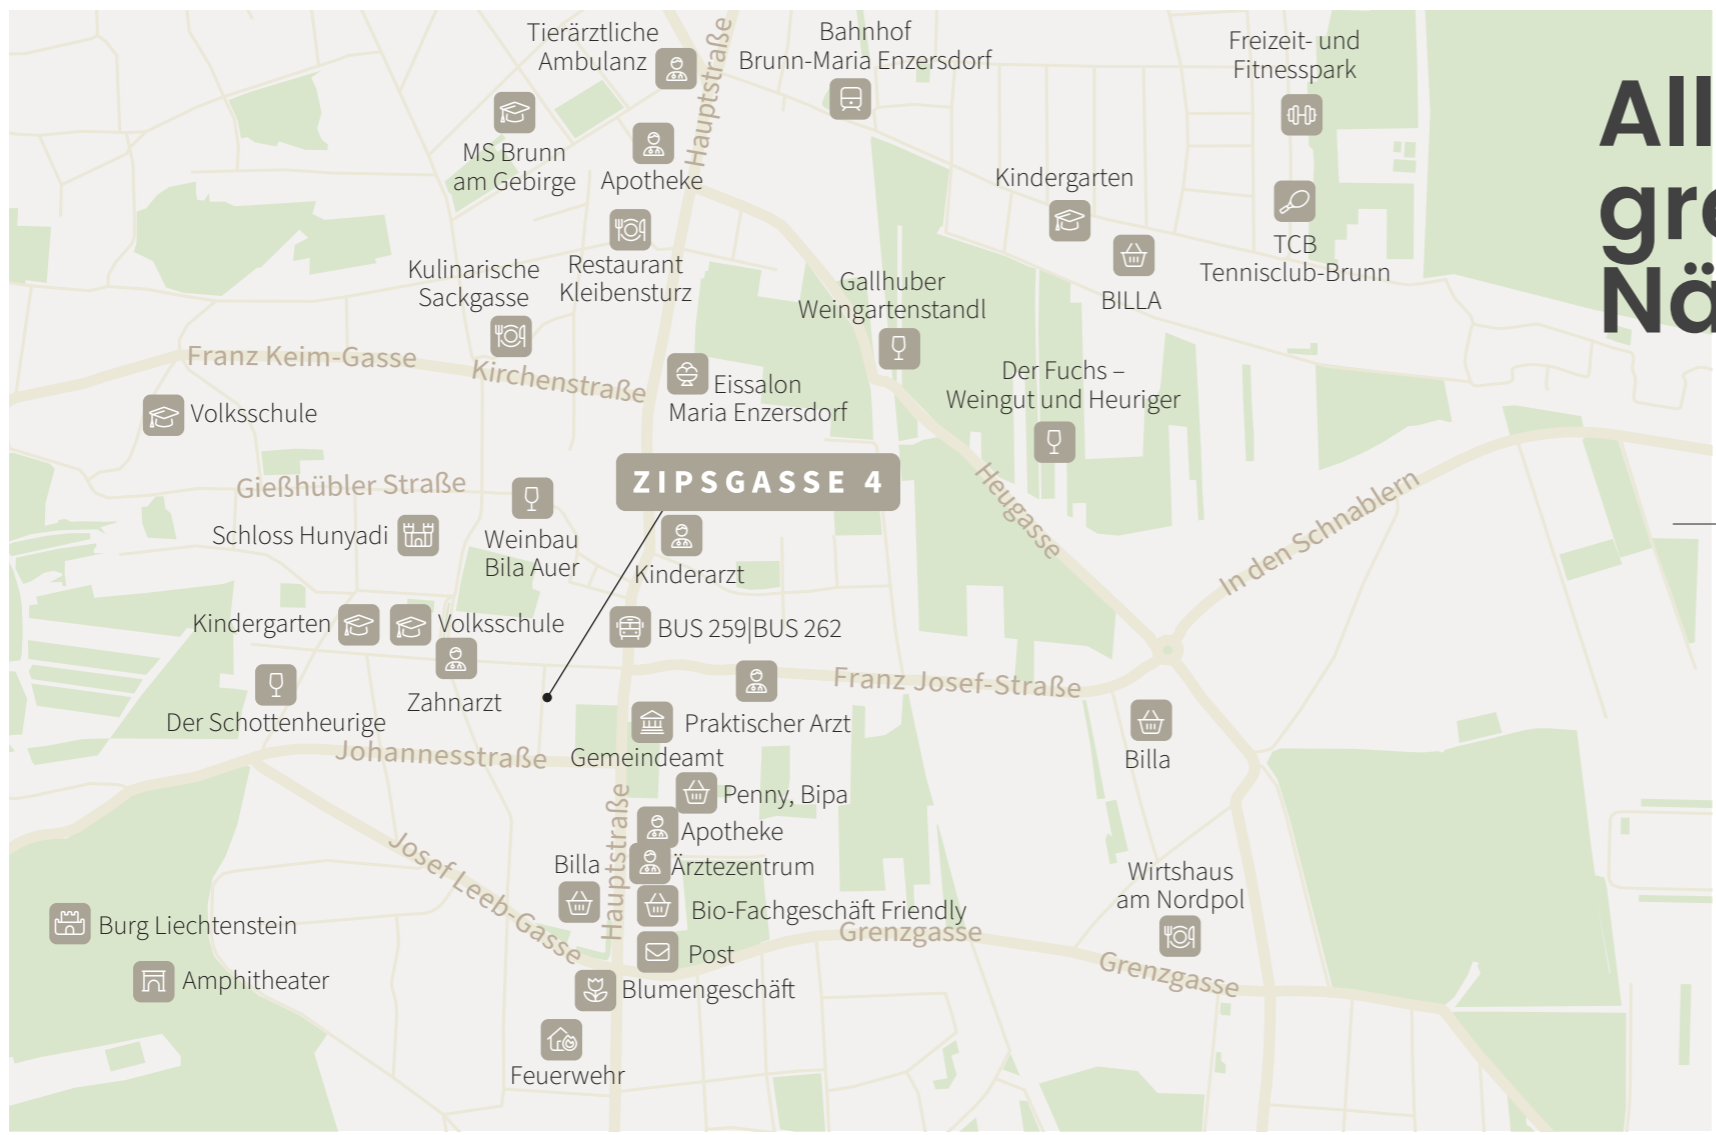 Tierärztliche
Ambulanz
Hauptstraße
Bahnhof
Brunn-Maria Enzersdorf
Freizeit- und
Fitnesspark
All
gre
Nä
MS Brunn
am Gebirge
Apotheke
Kindergarten
TCB
Tennisclub-Brunn
BILLA
Kulinarische
Sackgasse
Restaurant
Kleibensturz
Gallhuber
Weingartenstandl
Franz Keim-Gasse
Kirchenstraße
Eissalon
Maria Enzersdorf
Der Fuchs –
Weingut und Heuriger
Volksschule
Gießhübler Straße
ZIPSGASSE 4
Heugasse
In den Schnablern
Schloss Hunyadi
Weinbau
Bila Auer
Kinderarzt
Kindergarten
Volksschule
BUS 259|BUS 262
Zahnarzt
Franz Josef-Straße
Der Schottenheurige
Praktischer Arzt
Gemeindeamt
Johannesstraße
Billa
Penny, Bipa
Hauptstraße
Apotheke
Josef Leeb-Gasse
Billa
Ärztezentrum
Wirtshaus
am Nordpol
Bio-Fachgeschäft Friendly
Grenzgasse
Burg Liechtenstein
Post
Grenzgasse
Amphitheater
Blumengeschäft
Feuerwehr